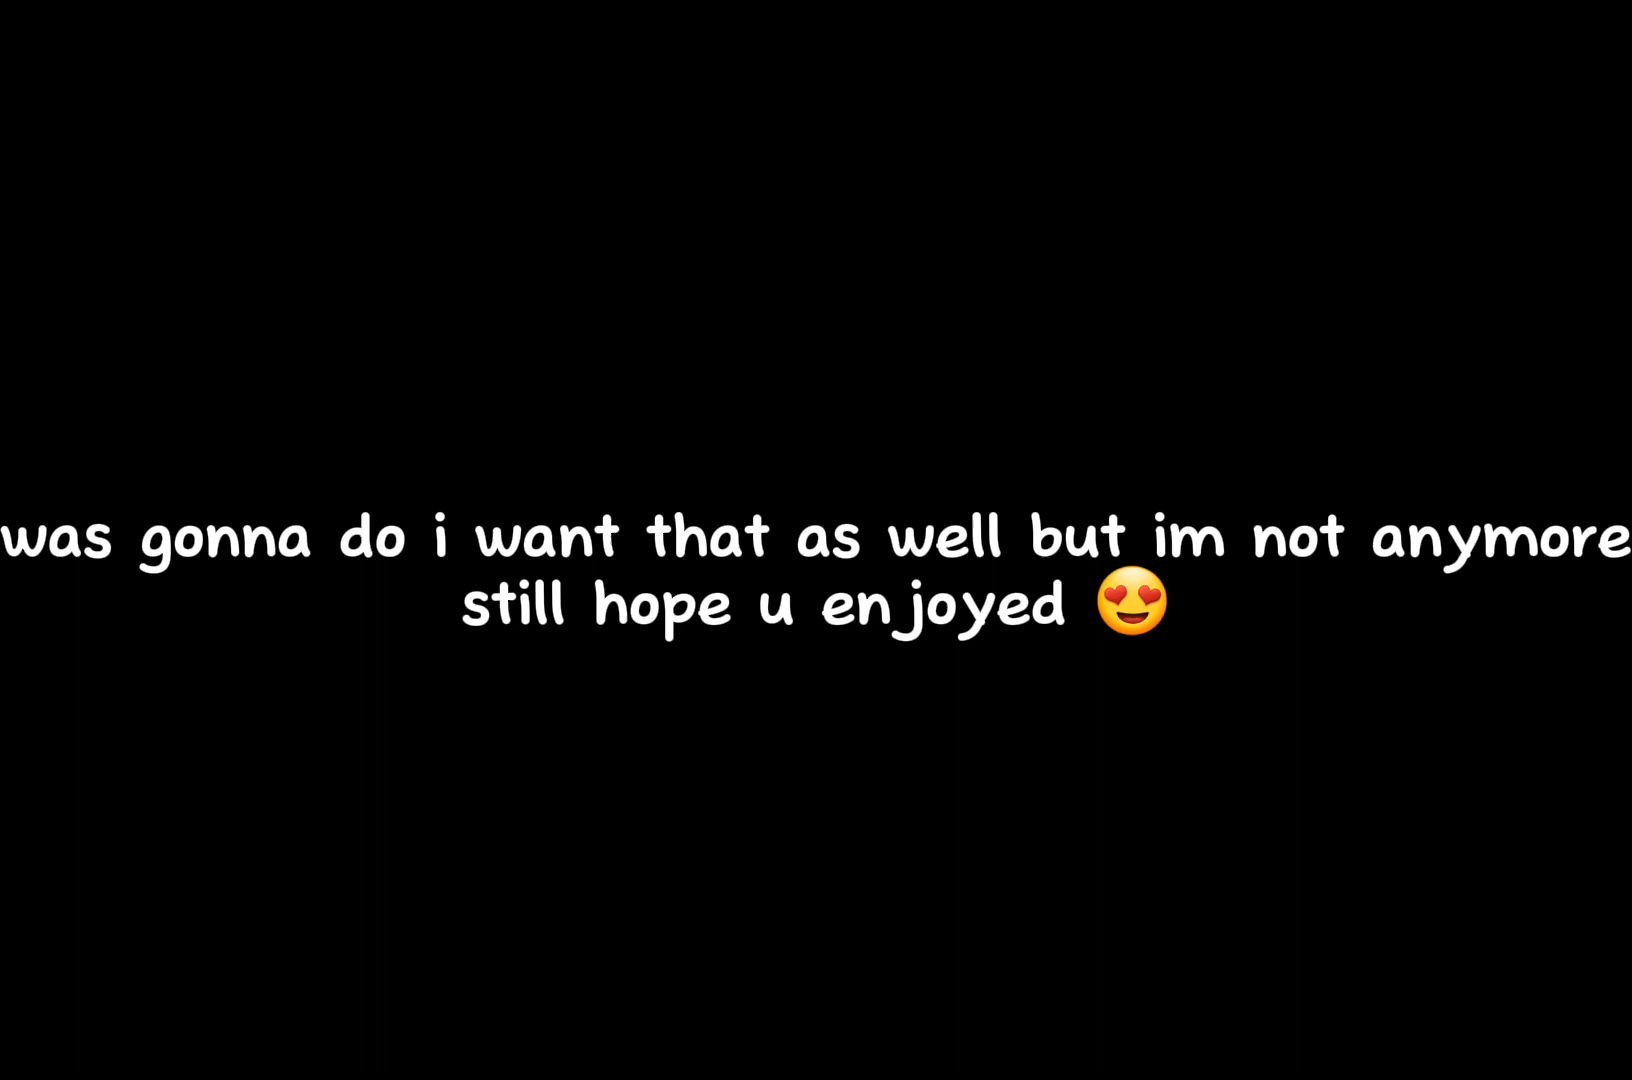 was gonna do i want that as well but im not anymore
still hope u enjoyed 😍